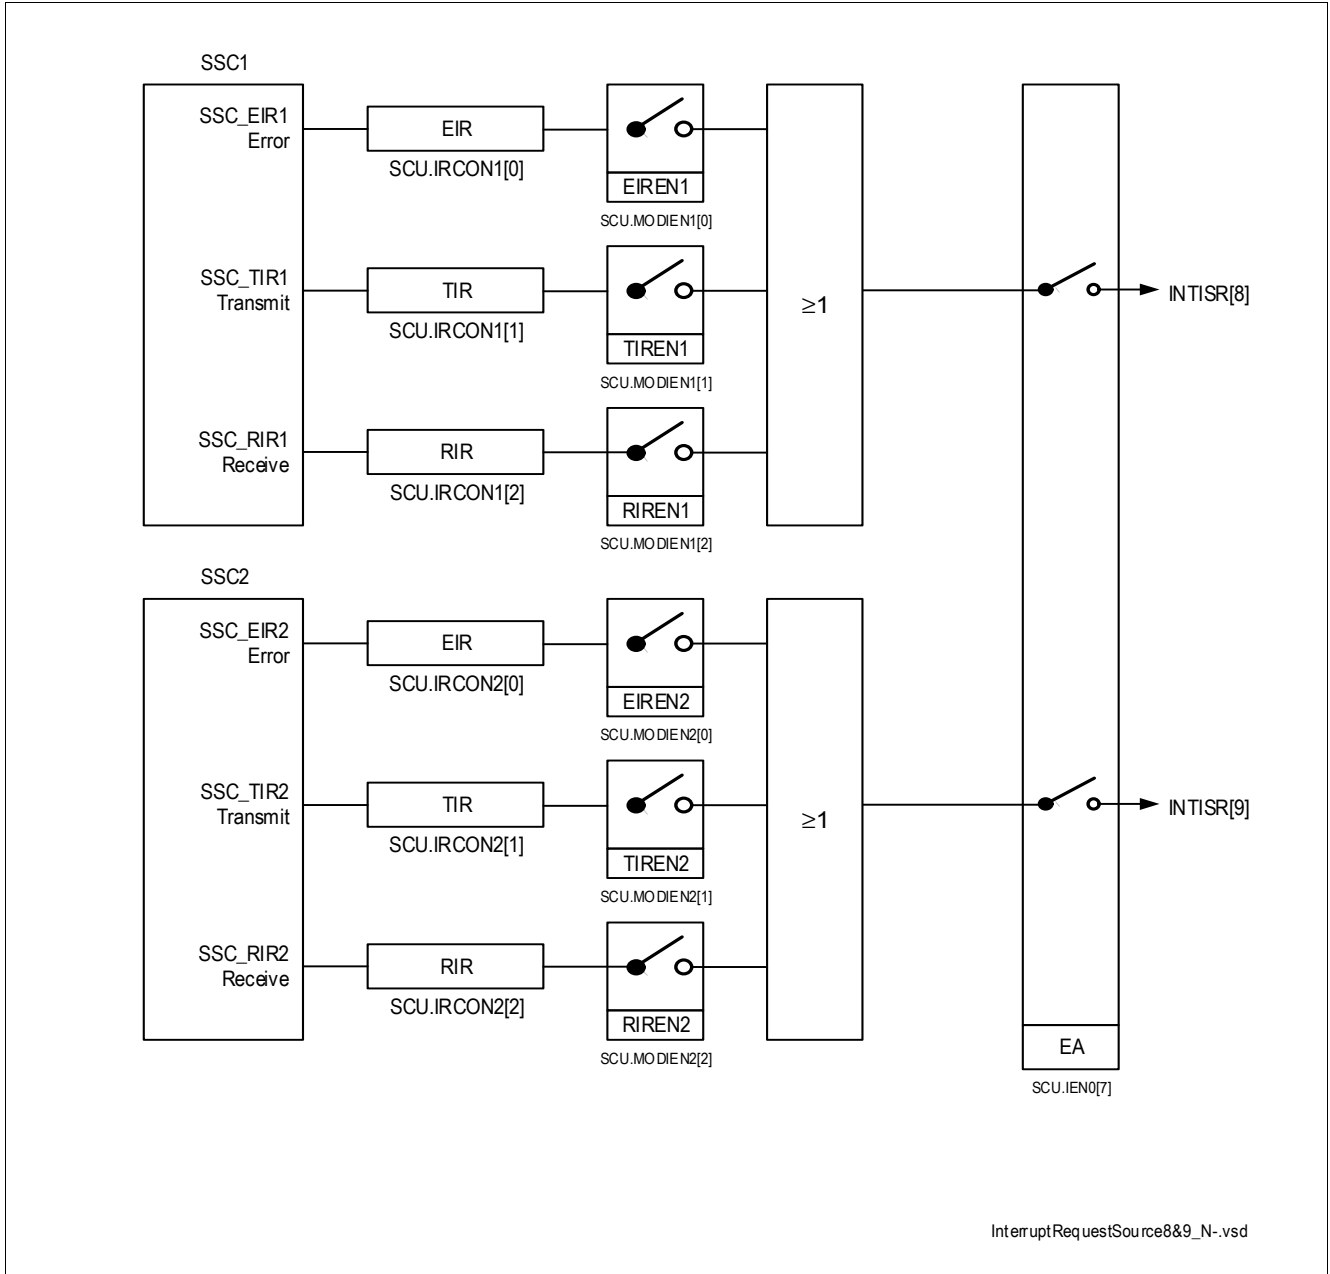 SSC1
SSC_EIR1
Error
EIR
SCU.IRCON1[0]
EIREN1
SCU.MODIEN1[0]
SSC_TIR1
Transmit
TIR
SCU.IRCON1[1]
TIREN1
SCU.MODIEN1[1]
≥1
INTISR[8]
SSC_RIR1
Receive
RIR
SCU.IRCON1[2]
RIREN1
SCU.MODIEN1[2]
SSC2
SSC_EIR2
Error
EIR
SCU.IRCON2[0]
EIREN2
SCU.MODIEN2[0]
SSC_TIR2
Transmit
TIR
SCU.IRCON2[1]
TIREN2
SCU.MODIEN2[1]
≥1
INTISR[9]
SSC_RIR2
Receive
RIR
SCU.IRCON2[2]
RIREN2
SCU.MODIEN2[2]
EA
SCU.IEN0[7]
InterruptRequestSource8&9_N-.vsd